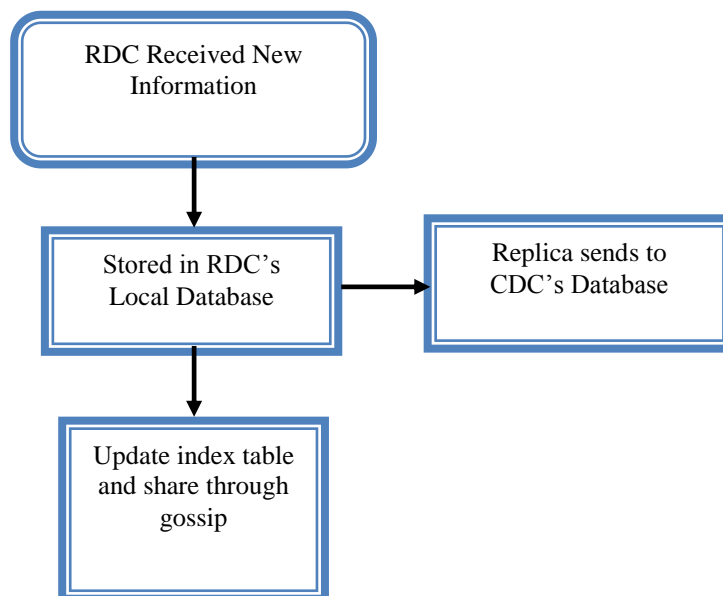 RDC Received New
Information
Stored in RDC’s
Local Database
Replica sends to
CDC’s Database
Update index table
and share through
gossip